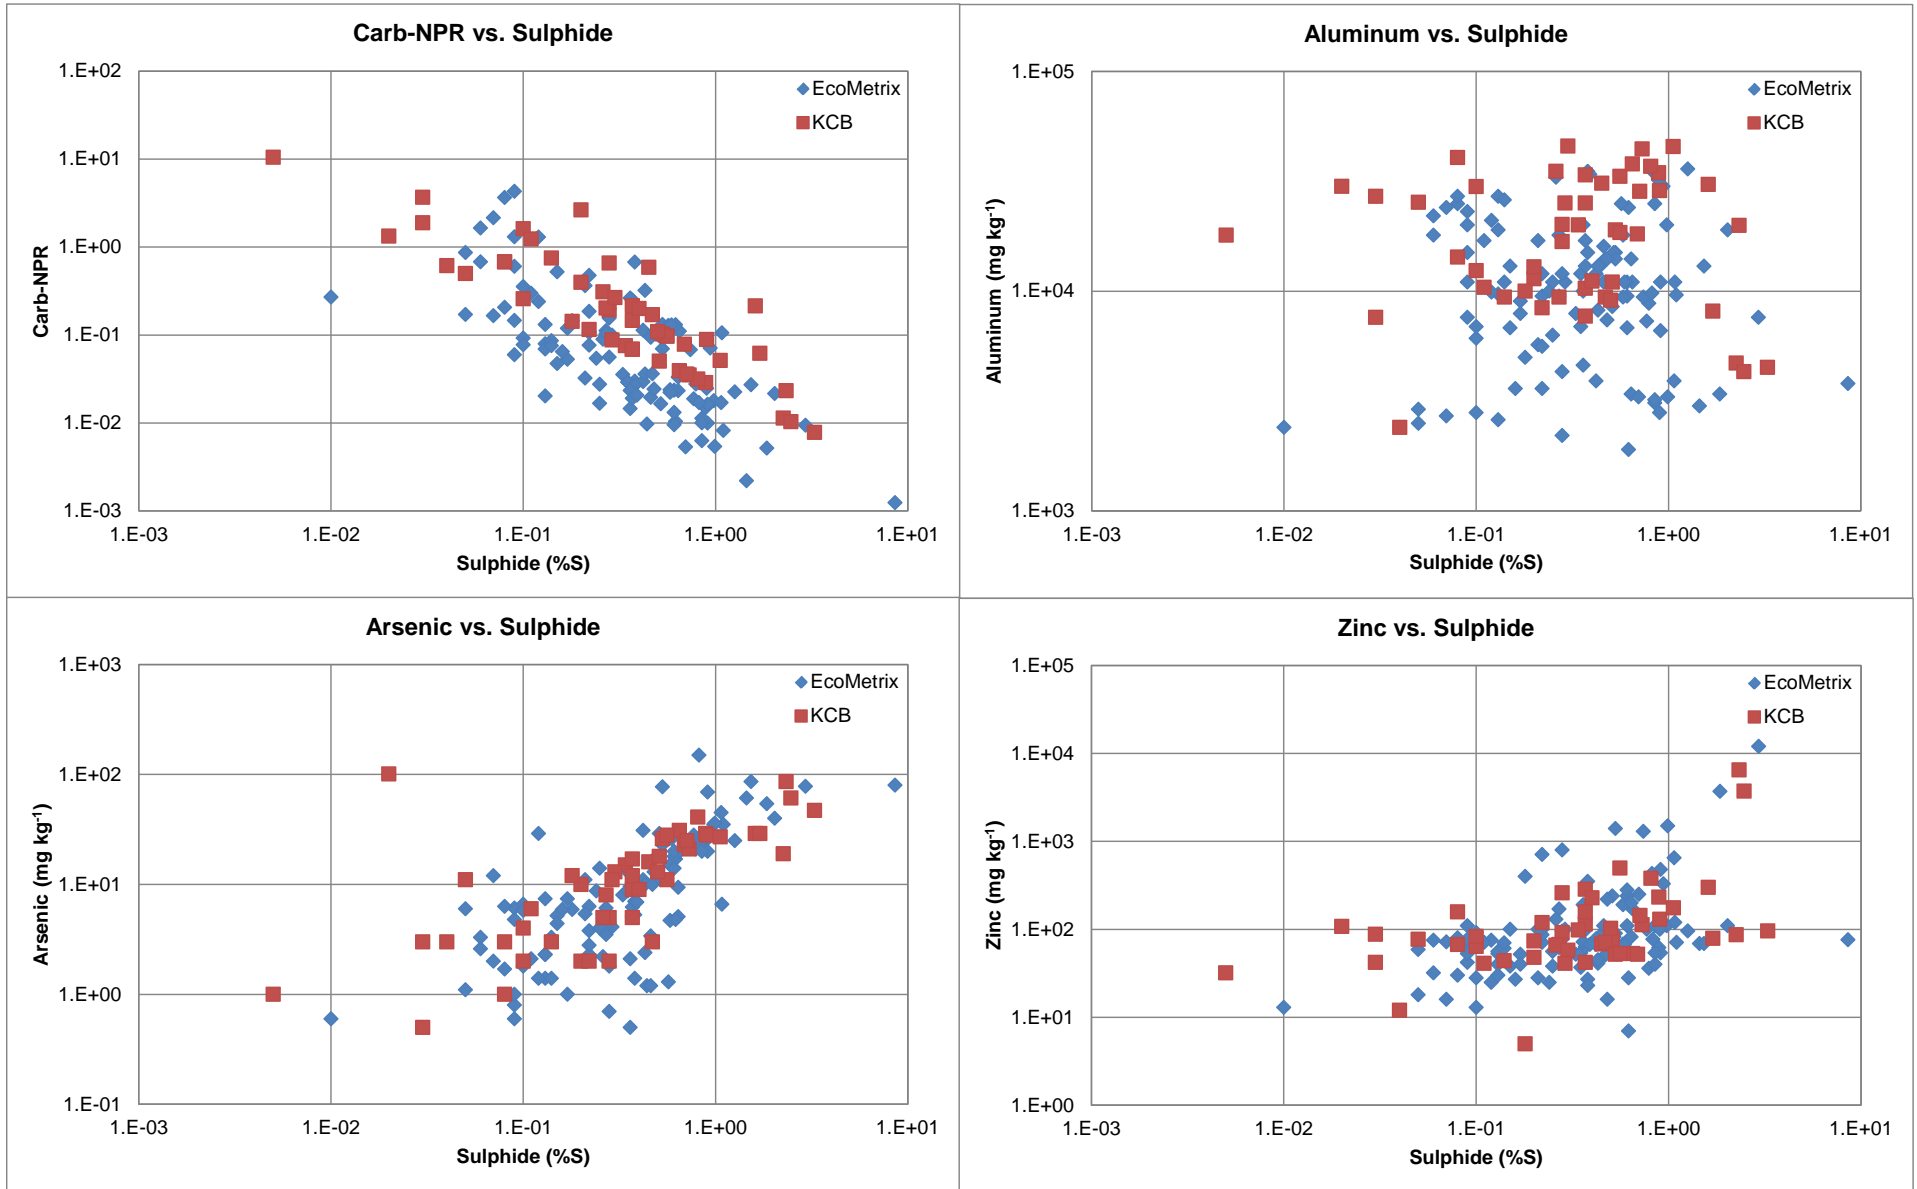 Carb-NPR vs. Sulphide
1.E+02
1.E+01
1.E+00
1.E-01
1.E-02
1.E-03
Carb-NPR
1.E-03 1.E-02 1.E-01 1.E+00 1.E+01
Sulphide (%S)
EcoMetrix
KCB
Aluminum vs. Sulphide
1.E+05
1.E+04
1.E+03
Aluminum (mg kg-1)
1.E-03 1.E-02 1.E-01 1.E+00 1.E+01
Sulphide (%S)
EcoMetrix
KCB
Arsenic vs. Sulphide
1.E+03
1.E+02
1.E+01
1.E+00
1.E-01
Arsenic (mg kg-1)
1.E-03 1.E-02 1.E-01 1.E+00 1.E+01
Sulphide (%S)
EcoMetrix
KCB
Zinc vs. Sulphide
1.E+05
1.E+04
1.E+03
1.E+02
1.E+01
1.E+00
Zinc (mg kg-1)
1.E-03 1.E-02 1.E-01 1.E+00 1.E+01
Sulphide (%S)
EcoMetrix
KCB